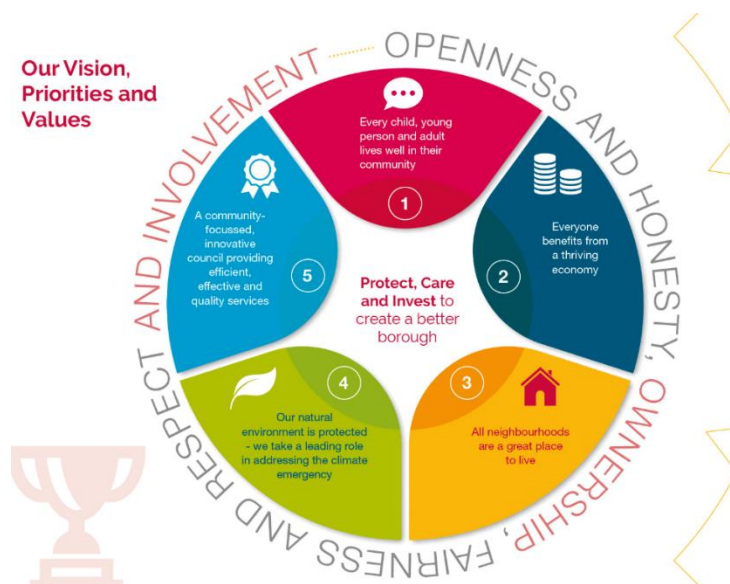 Our Vision,
Priorities and
Values
OPENNESS AND HONESTY, OWNERSHIP, FAIRNESS AND RESPECT AND INVOLVEMENT
Every child, young
person and adult
lives well in their
community
1
Everyone
benefits from
a thriving
economy
2
All neighbourhoods
are a great place
to live
3
Our natural
environment is protected
- we take a leading role
in addressing the climate
emergency
4
A community-
focussed,
innovative
council providing
efficient,
effective and
quality services
5
Protect, Care
and Invest to
create a better
borough